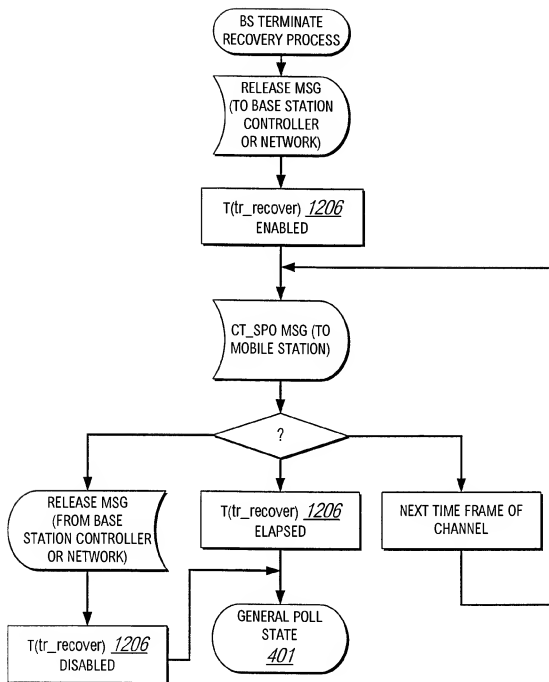 BS TERMINATE
RECOVERY PROCESS
RELEASE MSG
(TO BASE STATION
CONTROLLER
OR NETWORK)
T(tr_recover) 1206
ENABLED
CT_SPO MSG (TO
MOBILE STATION)
?
RELEASE MSG
(FROM BASE
STATION CONTROLLER
OR NETWORK)
T(tr_recover) 1206
ELAPSED
NEXT TIME FRAME OF
CHANNEL
T(tr_recover) 1206
DISABLED
GENERAL POLL
STATE
401